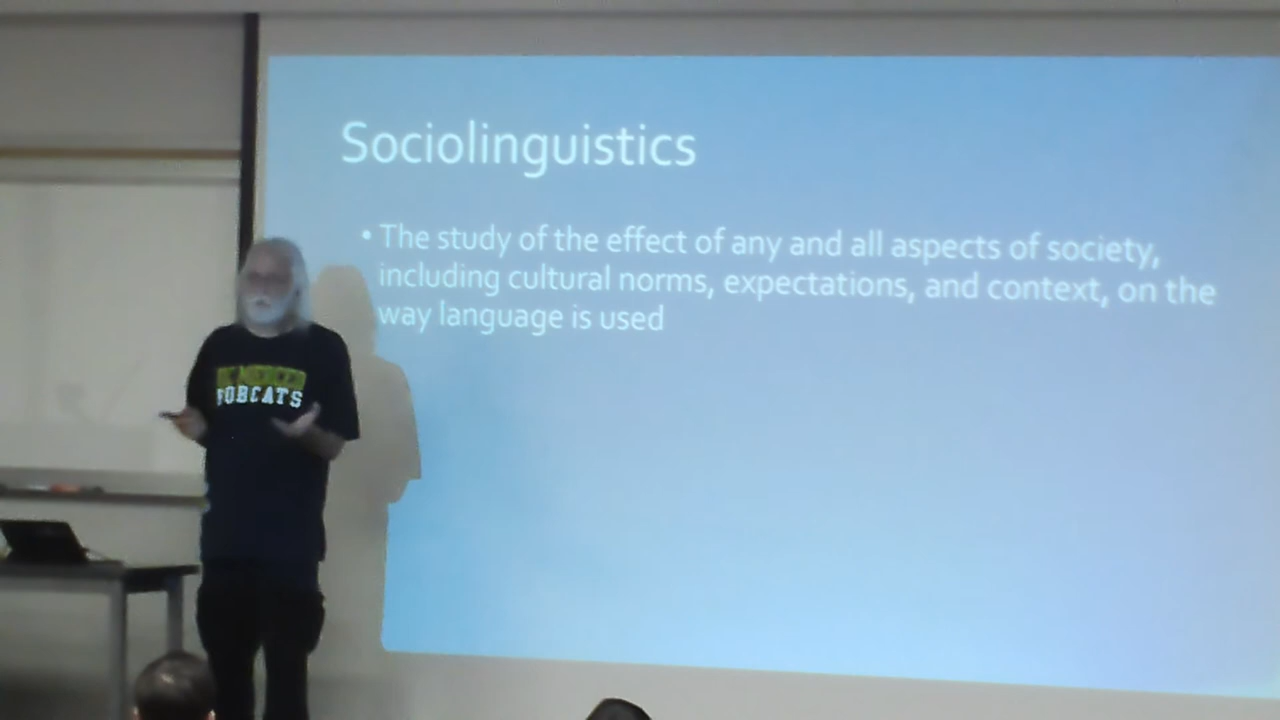 Sociolinguistics
• The study of the effect of any and all aspects of society,
including cultural norms, expectations, and context, on the
way language is used
BOBCATS